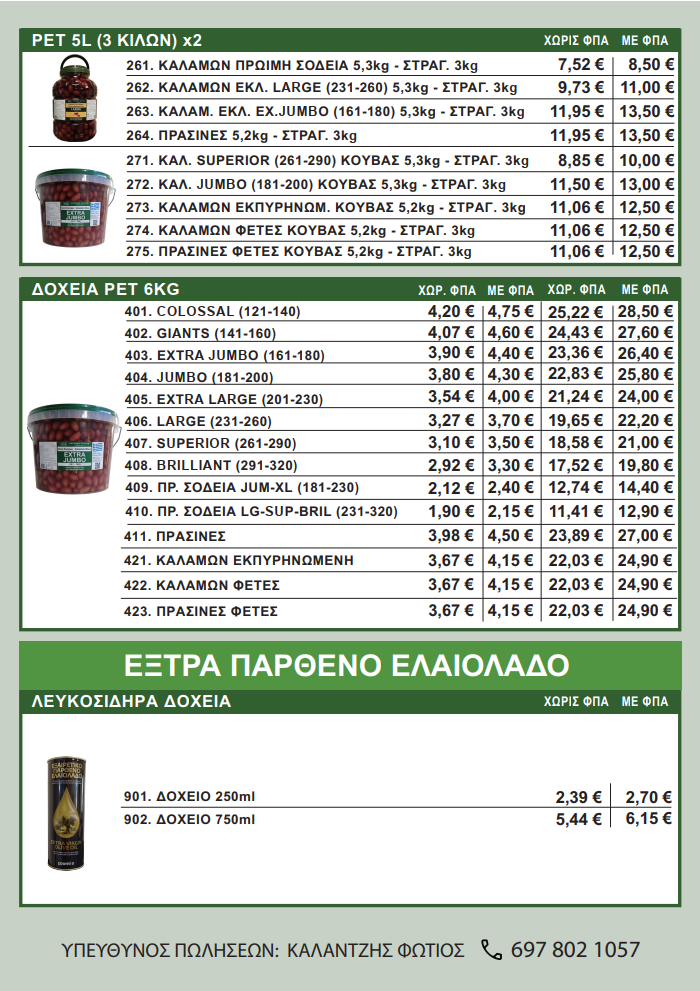 PET 5L (3 ΚΙΛΩΝ) x2 ΧΩΡΙΣ ΦΠΑ ΜΕ ΦΠΑ
261. ΚΑΛΑΜΩΝ ΠΡΩΙΜΗ ΣΟΔΕΙΑ 5,3kg - ΣΤΡΑΓ. 3kg 7,52 € 8,50 €
262. ΚΑΛΑΜΩΝ ΕΚΛ. LARGE (231-260) 5,3kg - ΣΤΡΑΓ. 3kg 9,73 € 11,00 €
263. ΚΑΛΑΜ. ΕΚΛ. EX.JUMBO (161-180) 5,3kg - ΣΤΡΑΓ. 3kg 11,95 € 13,50 €
264. ΠΡΑΣΙΝΕΣ 5,2kg - ΣΤΡΑΓ. 3kg 11,95 € 13,50 €
271. ΚΑΛ. SUPERIOR (261-290) ΚΟΥΒΑΣ 5,3kg - ΣΤΡΑΓ. 3kg 8,85 € 10,00 €
272. ΚΑΛ. JUMBO (181-200) ΚΟΥΒΑΣ 5,3kg - ΣΤΡΑΓ. 3kg 11,50 € 13,00 €
273. ΚΑΛΑΜΩΝ ΕΚΠΥΡΗΝΩΜ. ΚΟΥΒΑΣ 5,2kg - ΣΤΡΑΓ. 3kg 11,06 € 12,50 €
274. ΚΑΛΑΜΩΝ ΦΕΤΕΣ ΚΟΥΒΑΣ 5,2kg - ΣΤΡΑΓ. 3kg 11,06 € 12,50 €
275. ΠΡΑΣΙΝΕΣ ΦΕΤΕΣ ΚΟΥΒΑΣ 5,2kg - ΣΤΡΑΓ. 3kg 11,06 € 12,50 €
EXTRA
JUMBO
ΔΟΧΕΙΑ PET 6KG ΧΩΡ. ΦΠΑ ΜΕ ΦΠΑ ΧΩΡ. ΦΠΑ ΜΕ ΦΠΑ
401. COLOSSAL (121-140) 4,20 € 4,75 € 25,22 € 28,50 €
402. GIANTS (141-160) 4,07 € 4,60 € 24,43 € 27,60 €
403. EXTRA JUMBO (161-180) 3,90 € 4,40 € 23,36 € 26,40 €
404. JUMBO (181-200) 3,80 € 4,30 € 22,83 € 25,80 €
405. EXTRA LARGE (201-230) 3,54 € 4,00 € 21,24 € 24,00 €
406. LARGE (231-260) 3,27 € 3,70 € 19,65 € 22,20 €
407. SUPERIOR (261-290) 3,10 € 3,50 € 18,58 € 21,00 €
408. BRILLIANT (291-320) 2,92 € 3,30 € 17,52 € 19,80 €
409. ΠΡ. ΣΟΔΕΙΑ JUM-XL (181-230) 2,12 € 2,40 € 12,74 € 14,40 €
410. ΠΡ. ΣΟΔΕΙΑ LG-SUP-BRIL (231-320) 1,90 € 2,15 € 11,41 € 12,90 €
411. ΠΡΑΣΙΝΕΣ 3,98 € 4,50 € 23,89 € 27,00 €
421. ΚΑΛΑΜΩΝ ΕΚΠΥΡΗΝΩΜΕΝΗ 3,67 € 4,15 € 22,03 € 24,90 €
422. ΚΑΛΑΜΩΝ ΦΕΤΕΣ 3,67 € 4,15 € 22,03 € 24,90 €
423. ΠΡΑΣΙΝΕΣ ΦΕΤΕΣ 3,67 € 4,15 € 22,03 € 24,90 €
EXTRA
JUMBO
ΕΞΤΡΑ ΠΑΡΘΕΝΟ ΕΛΑΙΟΛΑΔΟ
ΛΕΥΚΟΣΙΔΗΡΑ ΔΟΧΕΙΑ ΧΩΡΙΣ ΦΠΑ ΜΕ ΦΠΑ
ΕΞΑΙΡΕΤΙΚΟ
ΠΑΡΘΕΝΟ
ΕΛΑΙΟΛΑΔΟ
EXTRA VIRGIN
OLIVE OIL
901. ΔΟΧΕΙΟ 250ml 2,39 € 2,70 €
902. ΔΟΧΕΙΟ 750ml 5,44 € 6,15 €
ΥΠΕΥΘΥΝΟΣ ΠΩΛΗΣΕΩΝ: ΚΑΛΑΝΤΖΗΣ ΦΩΤΙΟΣ 697 802 1057